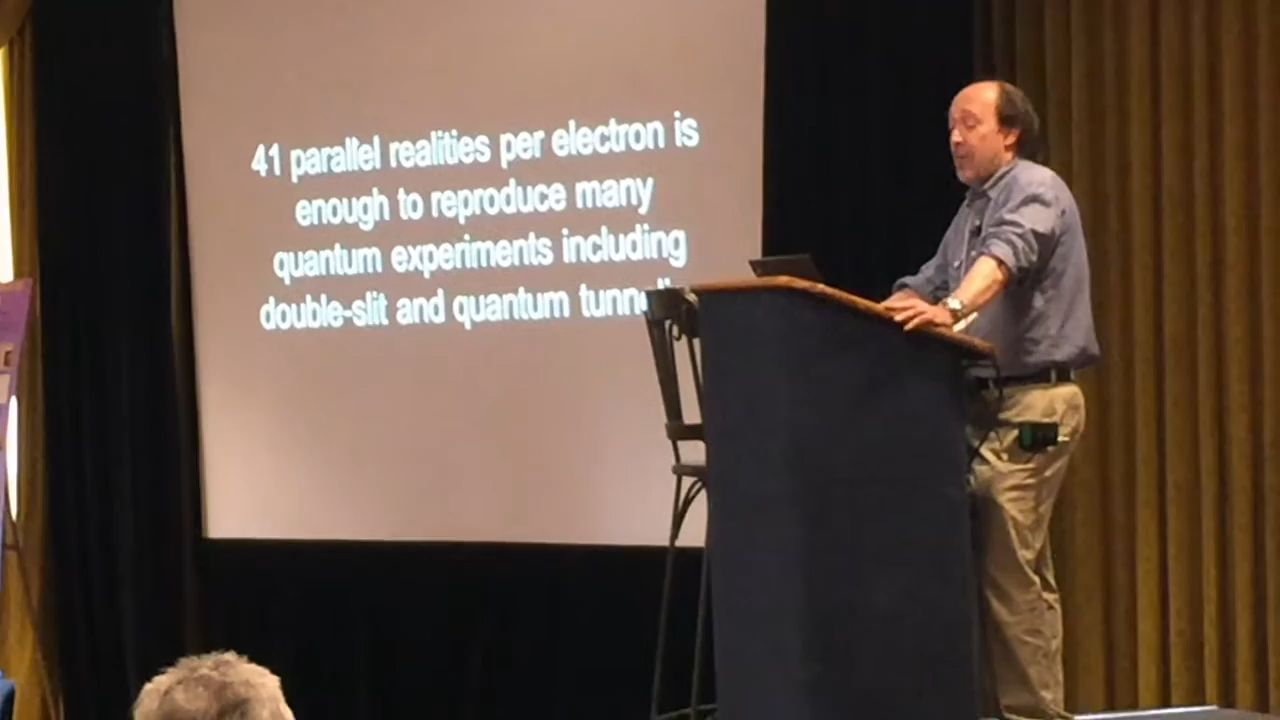 41 parallel realities per electron is
enough to reproduce many
quantum experiments including
double-slit and quantum